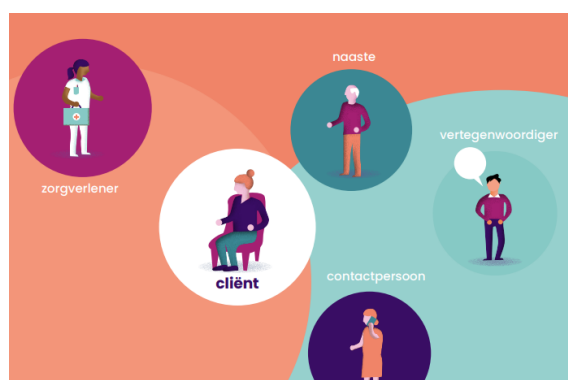 naaste
vertegenwoordiger
zorgverlener
cliënt
contactpersoon